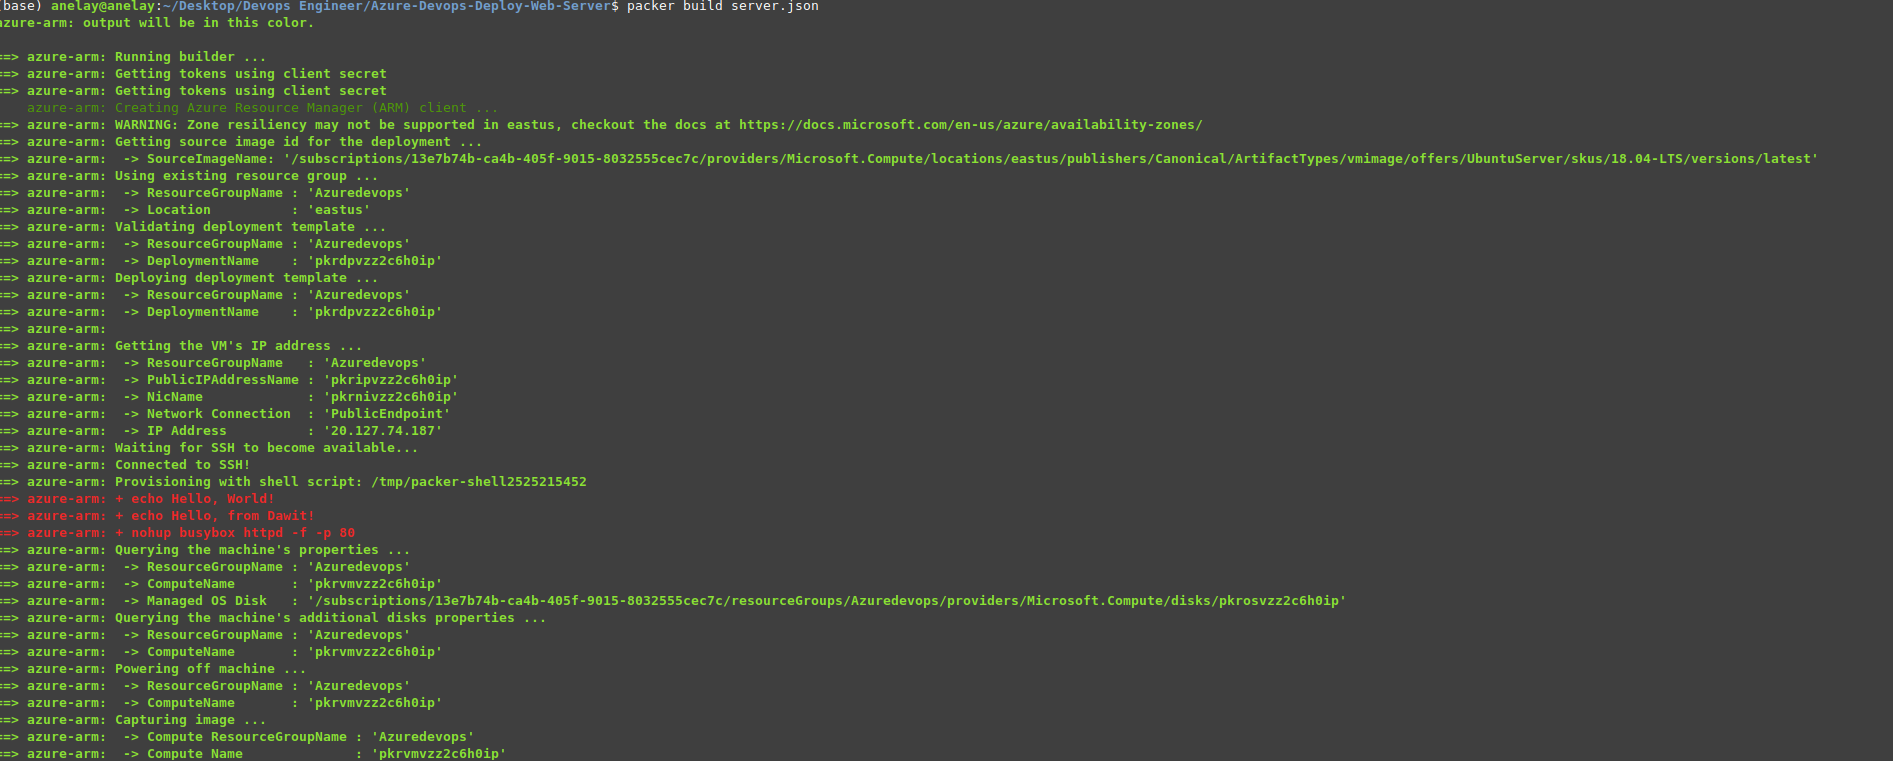 (base) anelay@anelay:~/Desktop/Devops Engineer/Azure-Devops-Deploy-Web-Server$ packer build server.json
azure-arm: output will be in this color.
==> azure-arm: Running builder ...
==> azure-arm: Getting tokens using client secret
==> azure-arm: Getting tokens using client secret
azure-arm: Creating Azure Resource Manager (ARM) client ...
==> azure-arm: WARNING: Zone resiliency may not be supported in eastus, checkout the docs at https://docs.microsoft.com/en-us/azure/availability-zones/
==> azure-arm: Getting source image id for the deployment ...
==> azure-arm:  -> SourceImageName: '/subscriptions/13e7b74b-ca4b-405f-9015-8032555cec7c/providers/Microsoft.Compute/locations/eastus/publishers/Canonical/ArtifactTypes/vmimage/offers/UbuntuServer/skus/18.04-LTS/versions/latest'
==> azure-arm: Using existing resource group ...
==> azure-arm:  -> ResourceGroupName : 'Azuredevops'
==> azure-arm:  -> Location          : 'eastus'
==> azure-arm: Validating deployment template ...
==> azure-arm:  -> ResourceGroupName : 'Azuredevops'
==> azure-arm:  -> DeploymentName    : 'pkrdpvzz2c6h0ip'
==> azure-arm: Deploying deployment template ...
==> azure-arm:  -> ResourceGroupName : 'Azuredevops'
==> azure-arm:  -> DeploymentName    : 'pkrdpvzz2c6h0ip'
==> azure-arm:
==> azure-arm: Getting the VM's IP address ...
==> azure-arm:  -> ResourceGroupName   : 'Azuredevops'
==> azure-arm:  -> PublicIPAddressName : 'pkripvzz2c6h0ip'
==> azure-arm:  -> NicName             : 'pkrnivzz2c6h0ip'
==> azure-arm:  -> Network Connection  : 'PublicEndpoint'
==> azure-arm:  -> IP Address          : '20.127.74.187'
==> azure-arm: Waiting for SSH to become available...
==> azure-arm: Connected to SSH!
==> azure-arm: Provisioning with shell script: /tmp/packer-shell2525215452
==> azure-arm: + echo Hello, World!
==> azure-arm: + echo Hello, from Dawit!
==> azure-arm: + nohup busybox httpd -f -p 80
==> azure-arm: Querying the machine's properties ...
==> azure-arm:  -> ResourceGroupName : 'Azuredevops'
==> azure-arm:  -> ComputeName       : 'pkrvmvzz2c6h0ip'
==> azure-arm:  -> Managed OS Disk   : '/subscriptions/13e7b74b-ca4b-405f-9015-8032555cec7c/resourceGroups/Azuredevops/providers/Microsoft.Compute/disks/pkrosvzz2c6h0ip'
==> azure-arm: Querying the machine's additional disks properties ...
==> azure-arm:  -> ResourceGroupName : 'Azuredevops'
==> azure-arm:  -> ComputeName       : 'pkrvmvzz2c6h0ip'
==> azure-arm: Powering off machine ...
==> azure-arm:  -> ResourceGroupName : 'Azuredevops'
==> azure-arm:  -> ComputeName       : 'pkrvmvzz2c6h0ip'
==> azure-arm: Capturing image ...
==> azure-arm:  -> Compute ResourceGroupName : 'Azuredevops'
==> azure-arm:  -> Compute Name              : 'pkrvmvzz2c6h0ip'